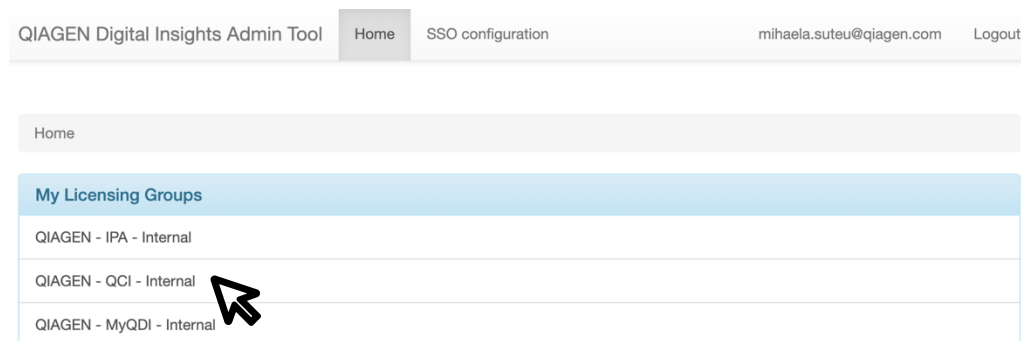 QIAGEN Digital Insights Admin Tool Home SSO configuration mihaela.suteu@qiagen.com Logout
Home
My Licensing Groups
QIAGEN - IPA - Internal
QIAGEN - QCI - Internal
QIAGEN - MyQDI - Internal